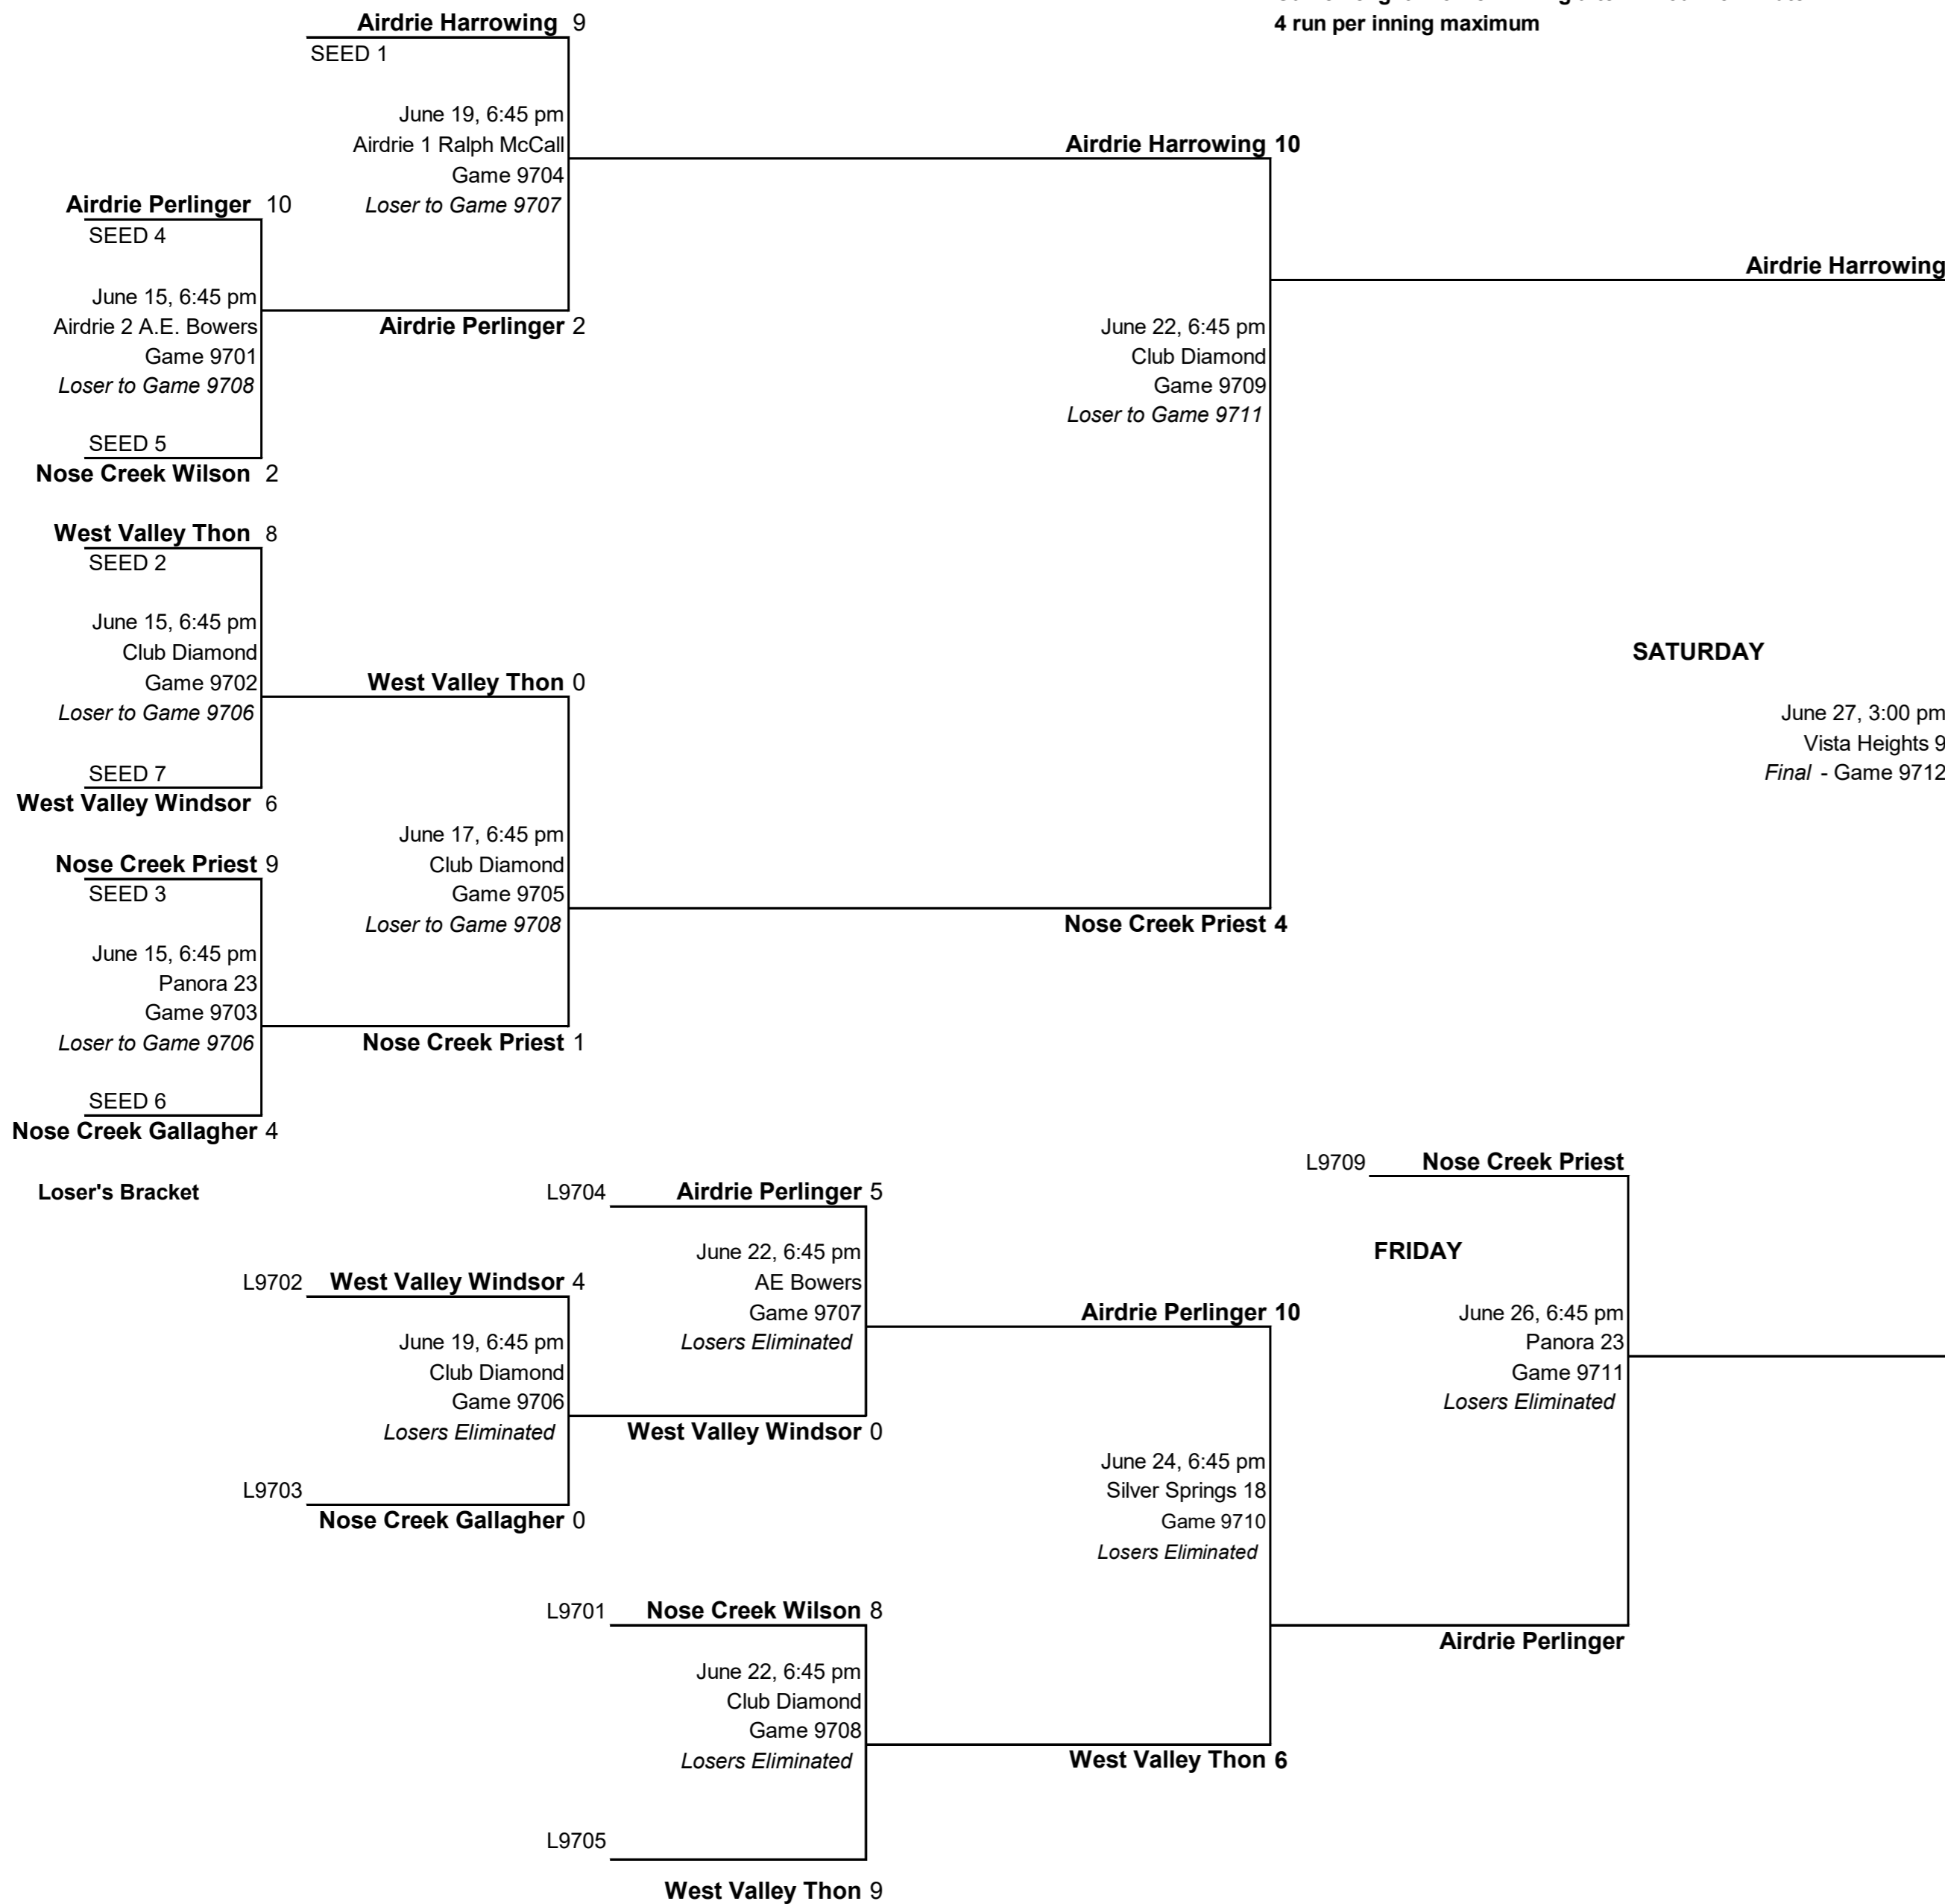 4 run per inning maximum
Airdrie Harrowing 9
SEED 1
June 19, 6:45 pm
Airdrie 1 Ralph McCall
Game 9704
Loser to Game 9707
Airdrie Harrowing 10
Airdrie Perlinger 10
SEED 4
June 15, 6:45 pm
Airdrie 2 A.E. Bowers
Game 9701
Loser to Game 9708
SEED 5
Nose Creek Wilson 2
Airdrie Perlinger 2
Airdrie Harrowing
June 22, 6:45 pm
Club Diamond
Game 9709
Loser to Game 9711
West Valley Thon 8
SEED 2
June 15, 6:45 pm
Club Diamond
Game 9702
Loser to Game 9706
SEED 7
West Valley Windsor 6
West Valley Thon 0
SATURDAY
June 27, 3:00 pm
Vista Heights 9
Final - Game 9712
Nose Creek Priest 9
SEED 3
June 15, 6:45 pm
Panora 23
Game 9703
Loser to Game 9706
SEED 6
Nose Creek Gallagher 4
June 17, 6:45 pm
Club Diamond
Game 9705
Loser to Game 9708
Nose Creek Priest 1
Nose Creek Priest 4
Loser's Bracket
L9704 Airdrie Perlinger 5
June 22, 6:45 pm
AE Bowers
Game 9707
Losers Eliminated
L9702 West Valley Windsor 4
June 19, 6:45 pm
Club Diamond
Game 9706
Losers Eliminated
L9703
Nose Creek Gallagher 0
West Valley Windsor 0
Airdrie Perlinger 10
L9709 Nose Creek Priest
FRIDAY
June 26, 6:45 pm
Panora 23
Game 9711
Losers Eliminated
June 24, 6:45 pm
Silver Springs 18
Game 9710
Losers Eliminated
Airdrie Perlinger
L9701 Nose Creek Wilson 8
June 22, 6:45 pm
Club Diamond
Game 9708
Losers Eliminated
West Valley Thon 6
L9705
West Valley Thon 9